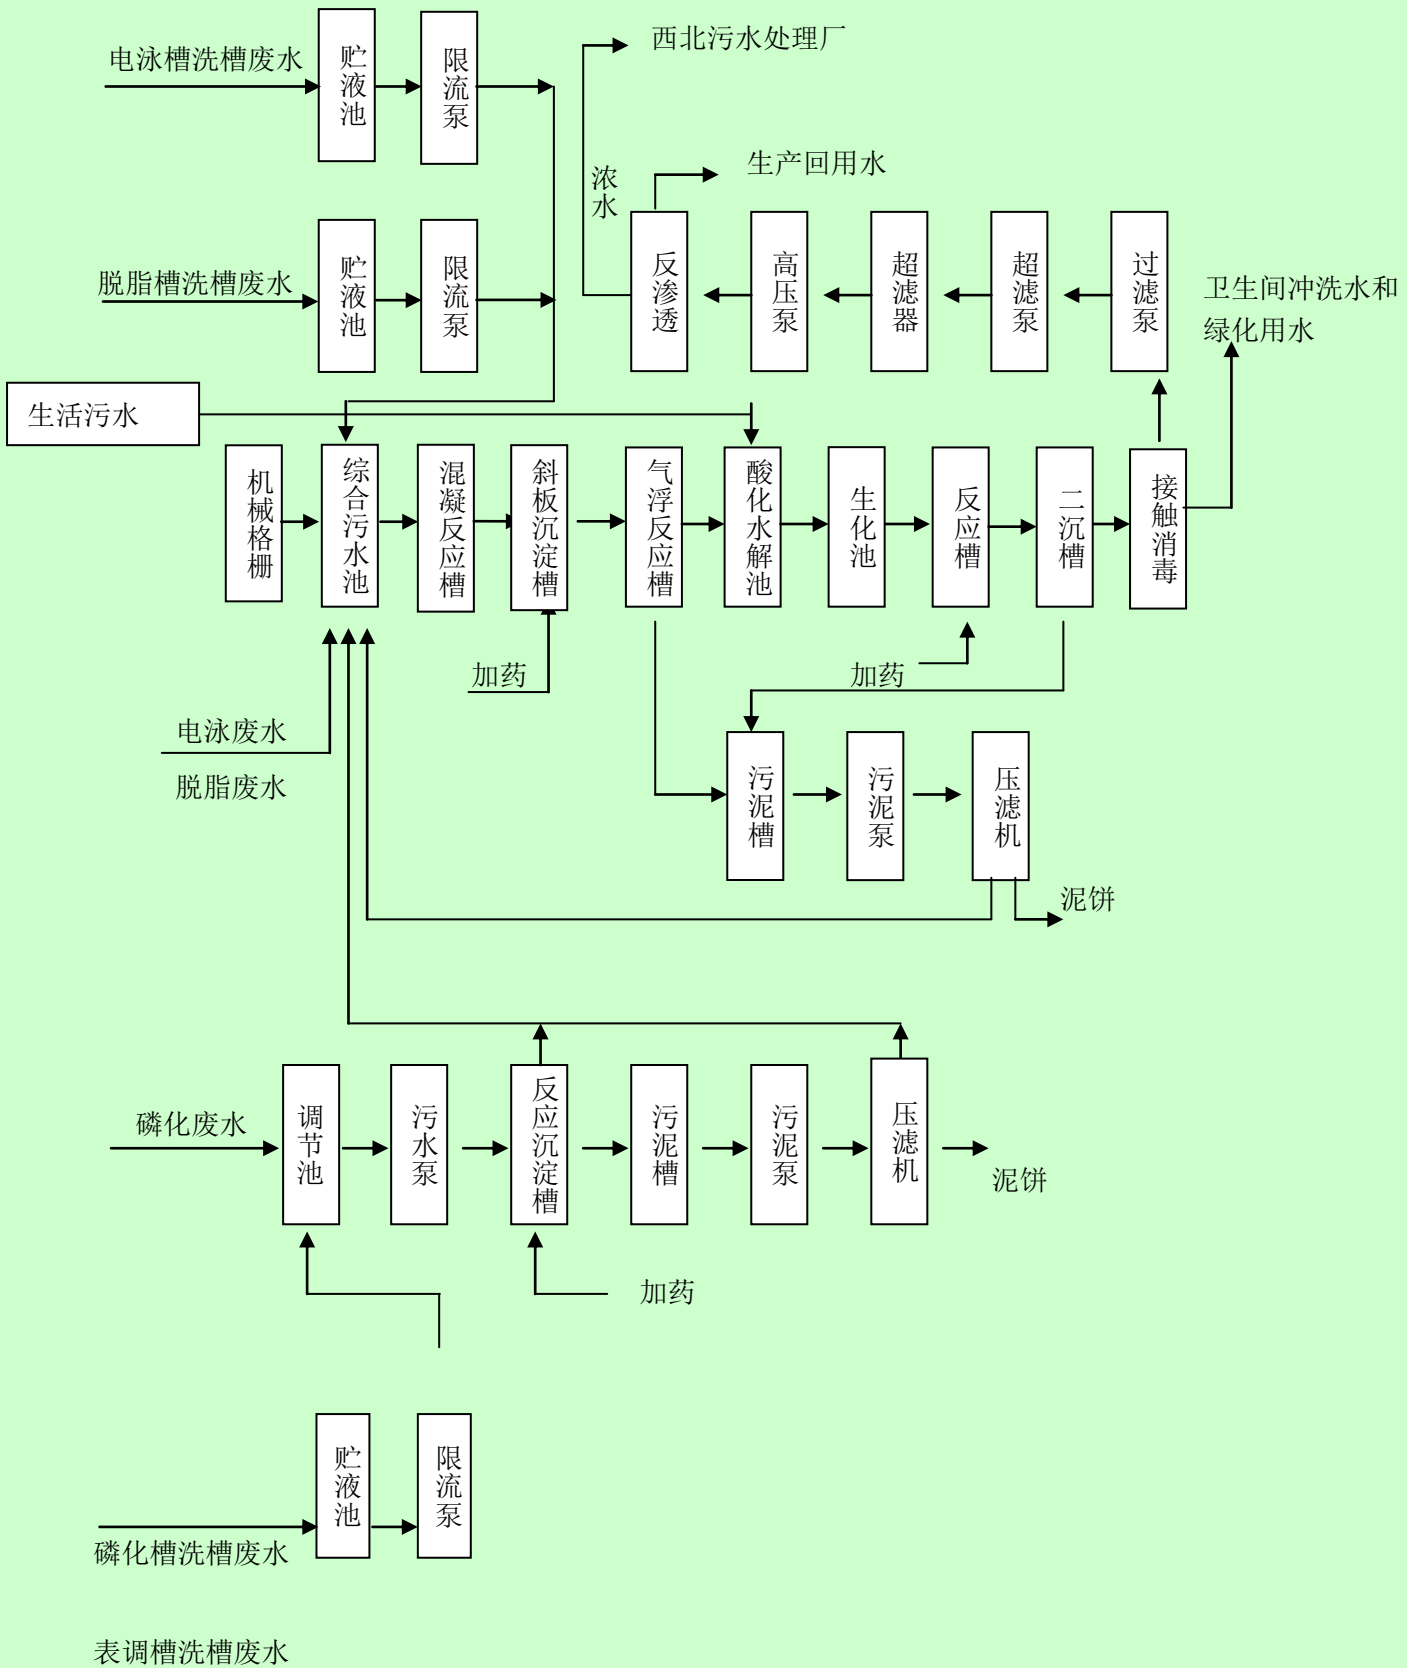 电泳槽洗槽废水
贮液池
限流泵
西北污水处理厂
浓水
生产回用水
脱脂槽洗槽废水
贮液池
限流泵
反渗透
高压泵
超滤器
超滤泵
过滤泵
卫生间冲洗水和
绿化用水
生活污水
机械格栅
综合污水池
混凝反应槽
斜板沉淀槽
气浮反应槽
酸化水解池
生化池
反应槽
二沉槽
接触消毒
加药
加药
电泳废水
脱脂废水
污泥槽
污泥泵
压滤机
泥饼
磷化废水
调节池
污水泵
反应沉淀槽
污泥槽
污泥泵
压滤机
泥饼
加药
贮液池
限流泵
磷化槽洗槽废水
表调槽洗槽废水